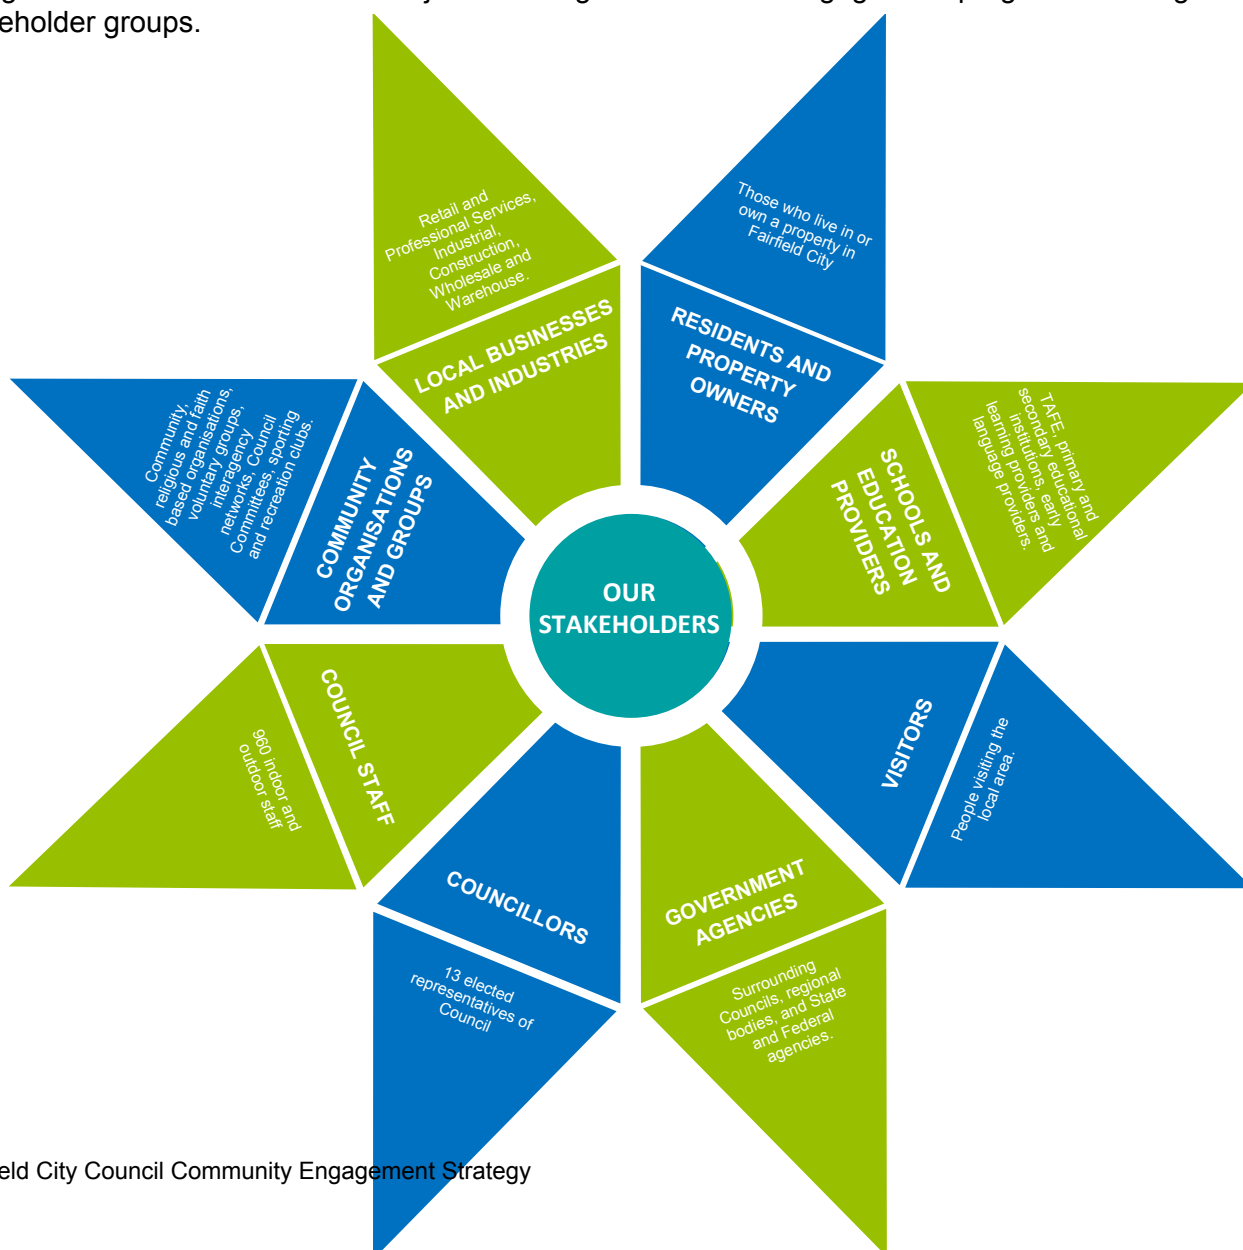 eholder groups.
Retail and
Professional Services,
Industrial,
Construction,
Wholesale and
Warehouse.
LOCAL BUSINESSES
AND INDUSTRIES
Those who live in or
own a property in
Fairfield City
RESIDENTS AND
PROPERTY
OWNERS
TAFE, primary and
secondary educational
institutions, early
learning providers and
language providers.
SCHOOLS AND
EDUCATION
PROVIDERS
Community,
religious and faith
based organisations,
voluntary groups,
interagency
networks, Council
Committees, sporting
and recreation clubs.
COMMUNITY
ORGANISATIONS
AND GROUPS
OUR
STAKEHOLDERS
VISITORS
People visiting the
local area.
COUNCIL STAFF
960 indoor and
outdoor staff
COUNCILLORS
13 elected
representatives of
Council
GOVERNMENT
AGENCIES
Surrounding
Councils, regional
bodies, and State
and Federal
agencies.
eld City Council Community Engagement Strategy